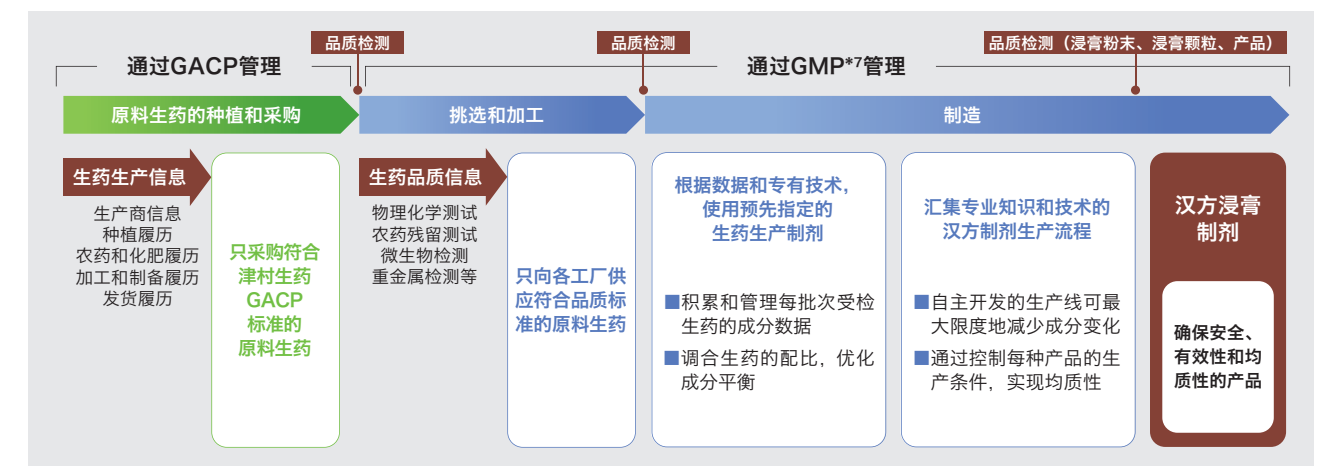 品质检测
品质检测
品质检测（浸膏粉末、浸膏颗粒、产品）
通过GACP管理
通过GMP*7管理
原料生药的种植和采购
挑选和加工
制造
生药生产信息
生产商信息
种植履历
农药和化肥履历
加工和制备履历
发货履历
只采购符合
津村生药
GACP
标准的
原料生药
生药品质信息
物理化学测试
农药残留测试
微生物检测
重金属检测等
只向各工厂供
应符合品质标
准的原料生药
根据数据和专有技术，
使用预先指定的
生药生产制剂
■积累和管理每批次受检
生药的成分数据
■调合生药的配比，优化
成分平衡
汇集专业知识和技术的
汉方制剂生产流程
■自主开发的生产线可最
大限度地减少成分变化
■通过控制每种产品的生
产条件，实现均质性
汉方浸膏
制剂
确保安全、
有效性和均
质性的产品